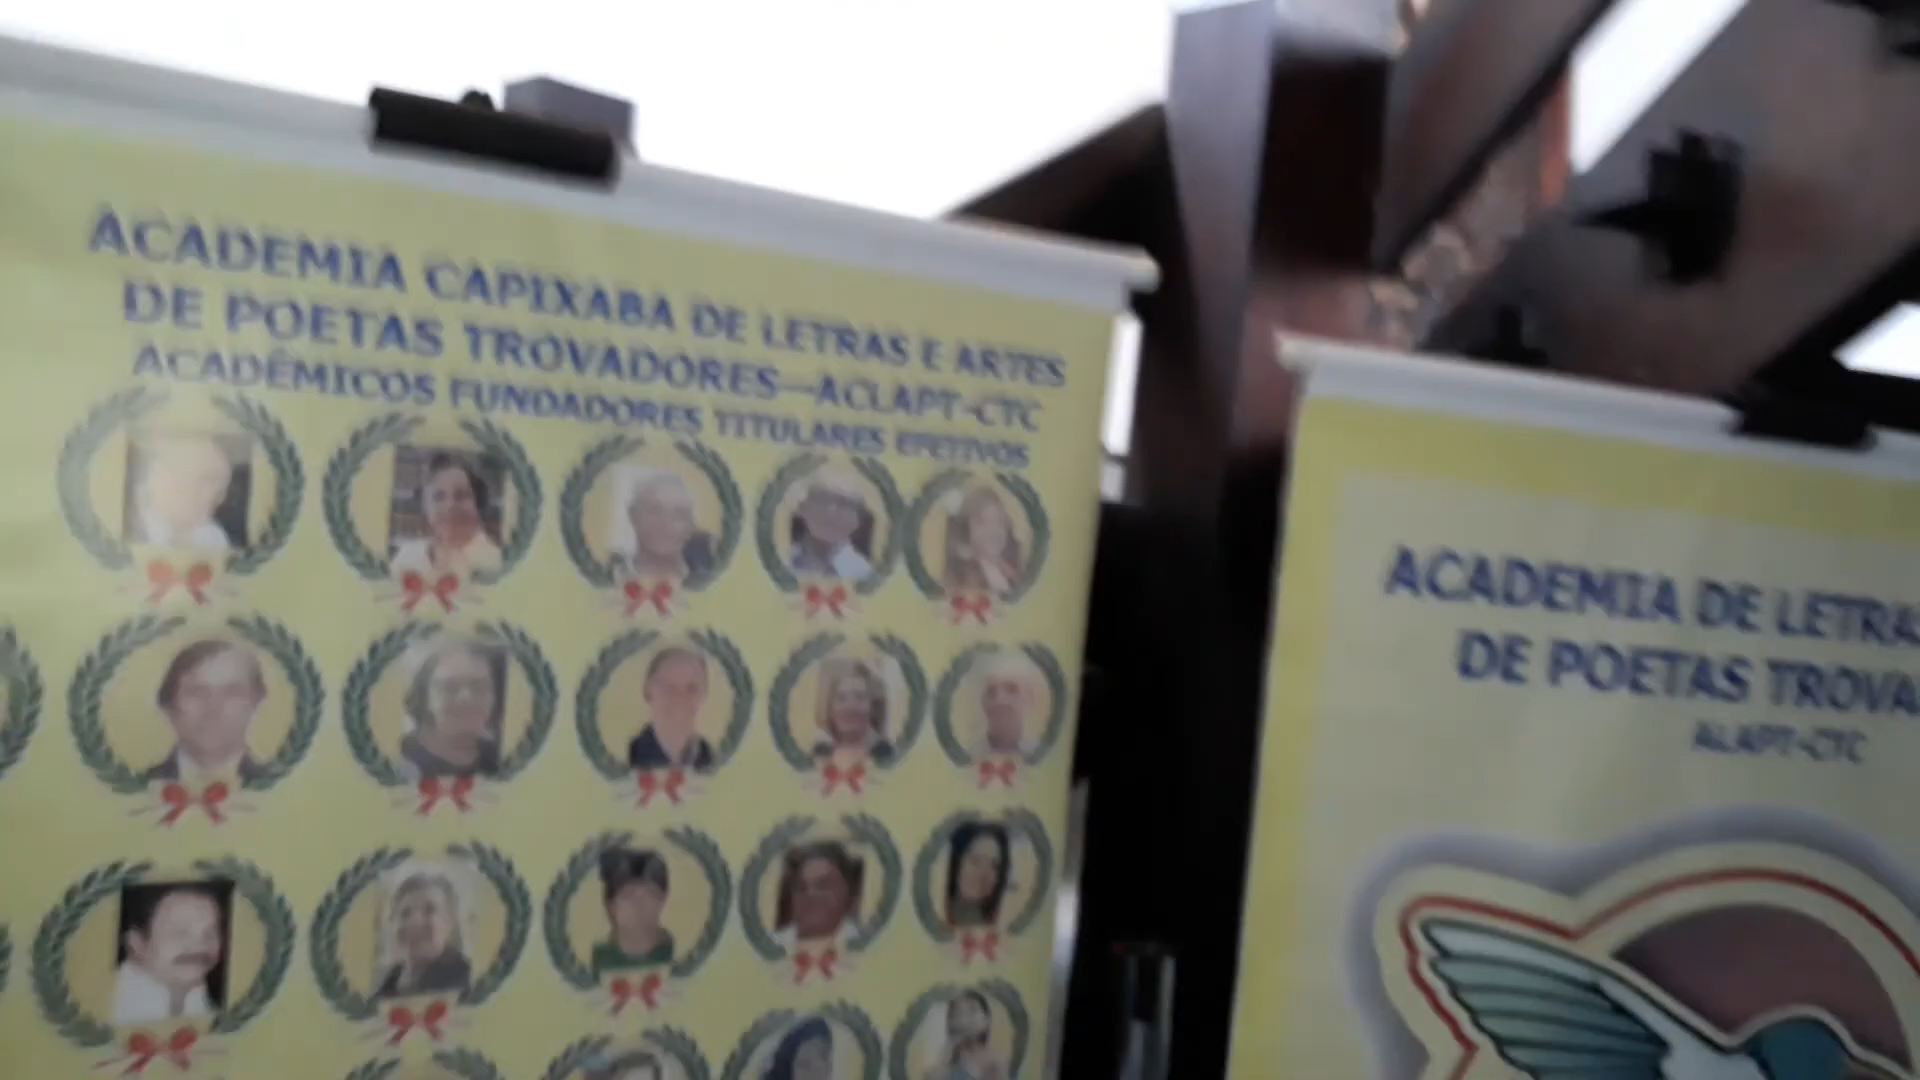 ACADEMIA CAPIXABA DE LETRAS E ARTES
DE POETAS TROVADORES—ACLAPT-CTC
ACADÊMICOS FUNDADORES TITULARES EFETIVOS
ACADEMIA DE LETRA
DE POETAS TROVA
ALAPT-CTC